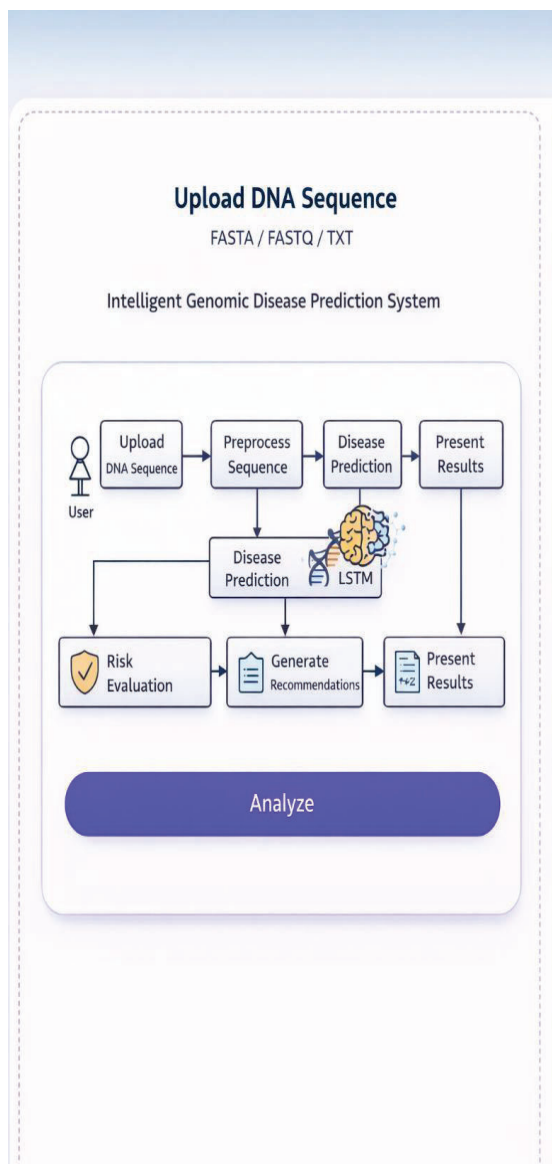 Upload DNA Sequence
FASTA / FASTQ / TXT
Intelligent Genomic Disease Prediction System
User
Upload
DNA Sequence
Preprocess
Sequence
Disease
Prediction
Present
Results
Disease
Prediction
LSTM
Risk
Evaluation
Generate
Recommendations
Present
Results
Analyze